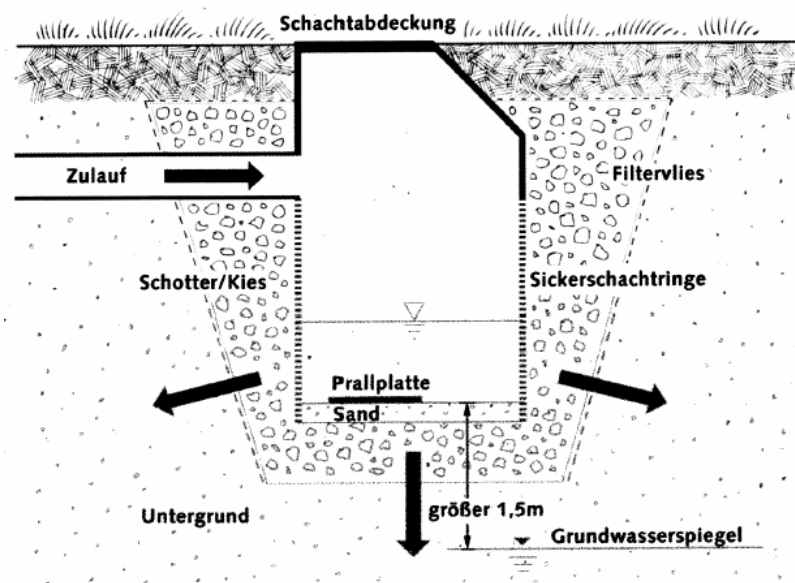 Schachtabdeckung
Zulauf
Filtervlies
Schotter/Kies
Sickerschachtringe
Prallplatte
Sand
größer 1,5m
Untergrund
Grundwasserspiegel